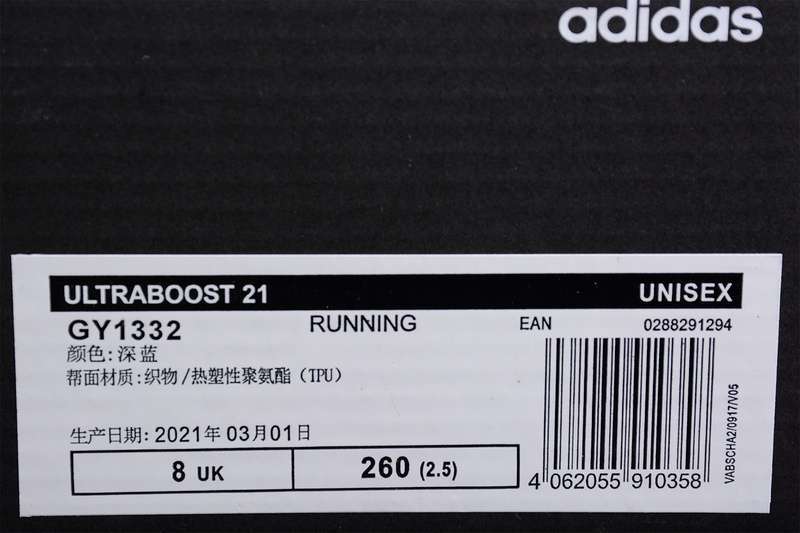 adidas
ULTRABOOST 21 UNISEX
GY1332 RUNNING EAN 0288291294
颜色:深蓝
帮面材质:织物/热塑性聚氨酯（TPU）
生产日期:2021年03月01日
8 UK 260 (2.5)
4 062055 910358
VABSCHA2/0917/V05